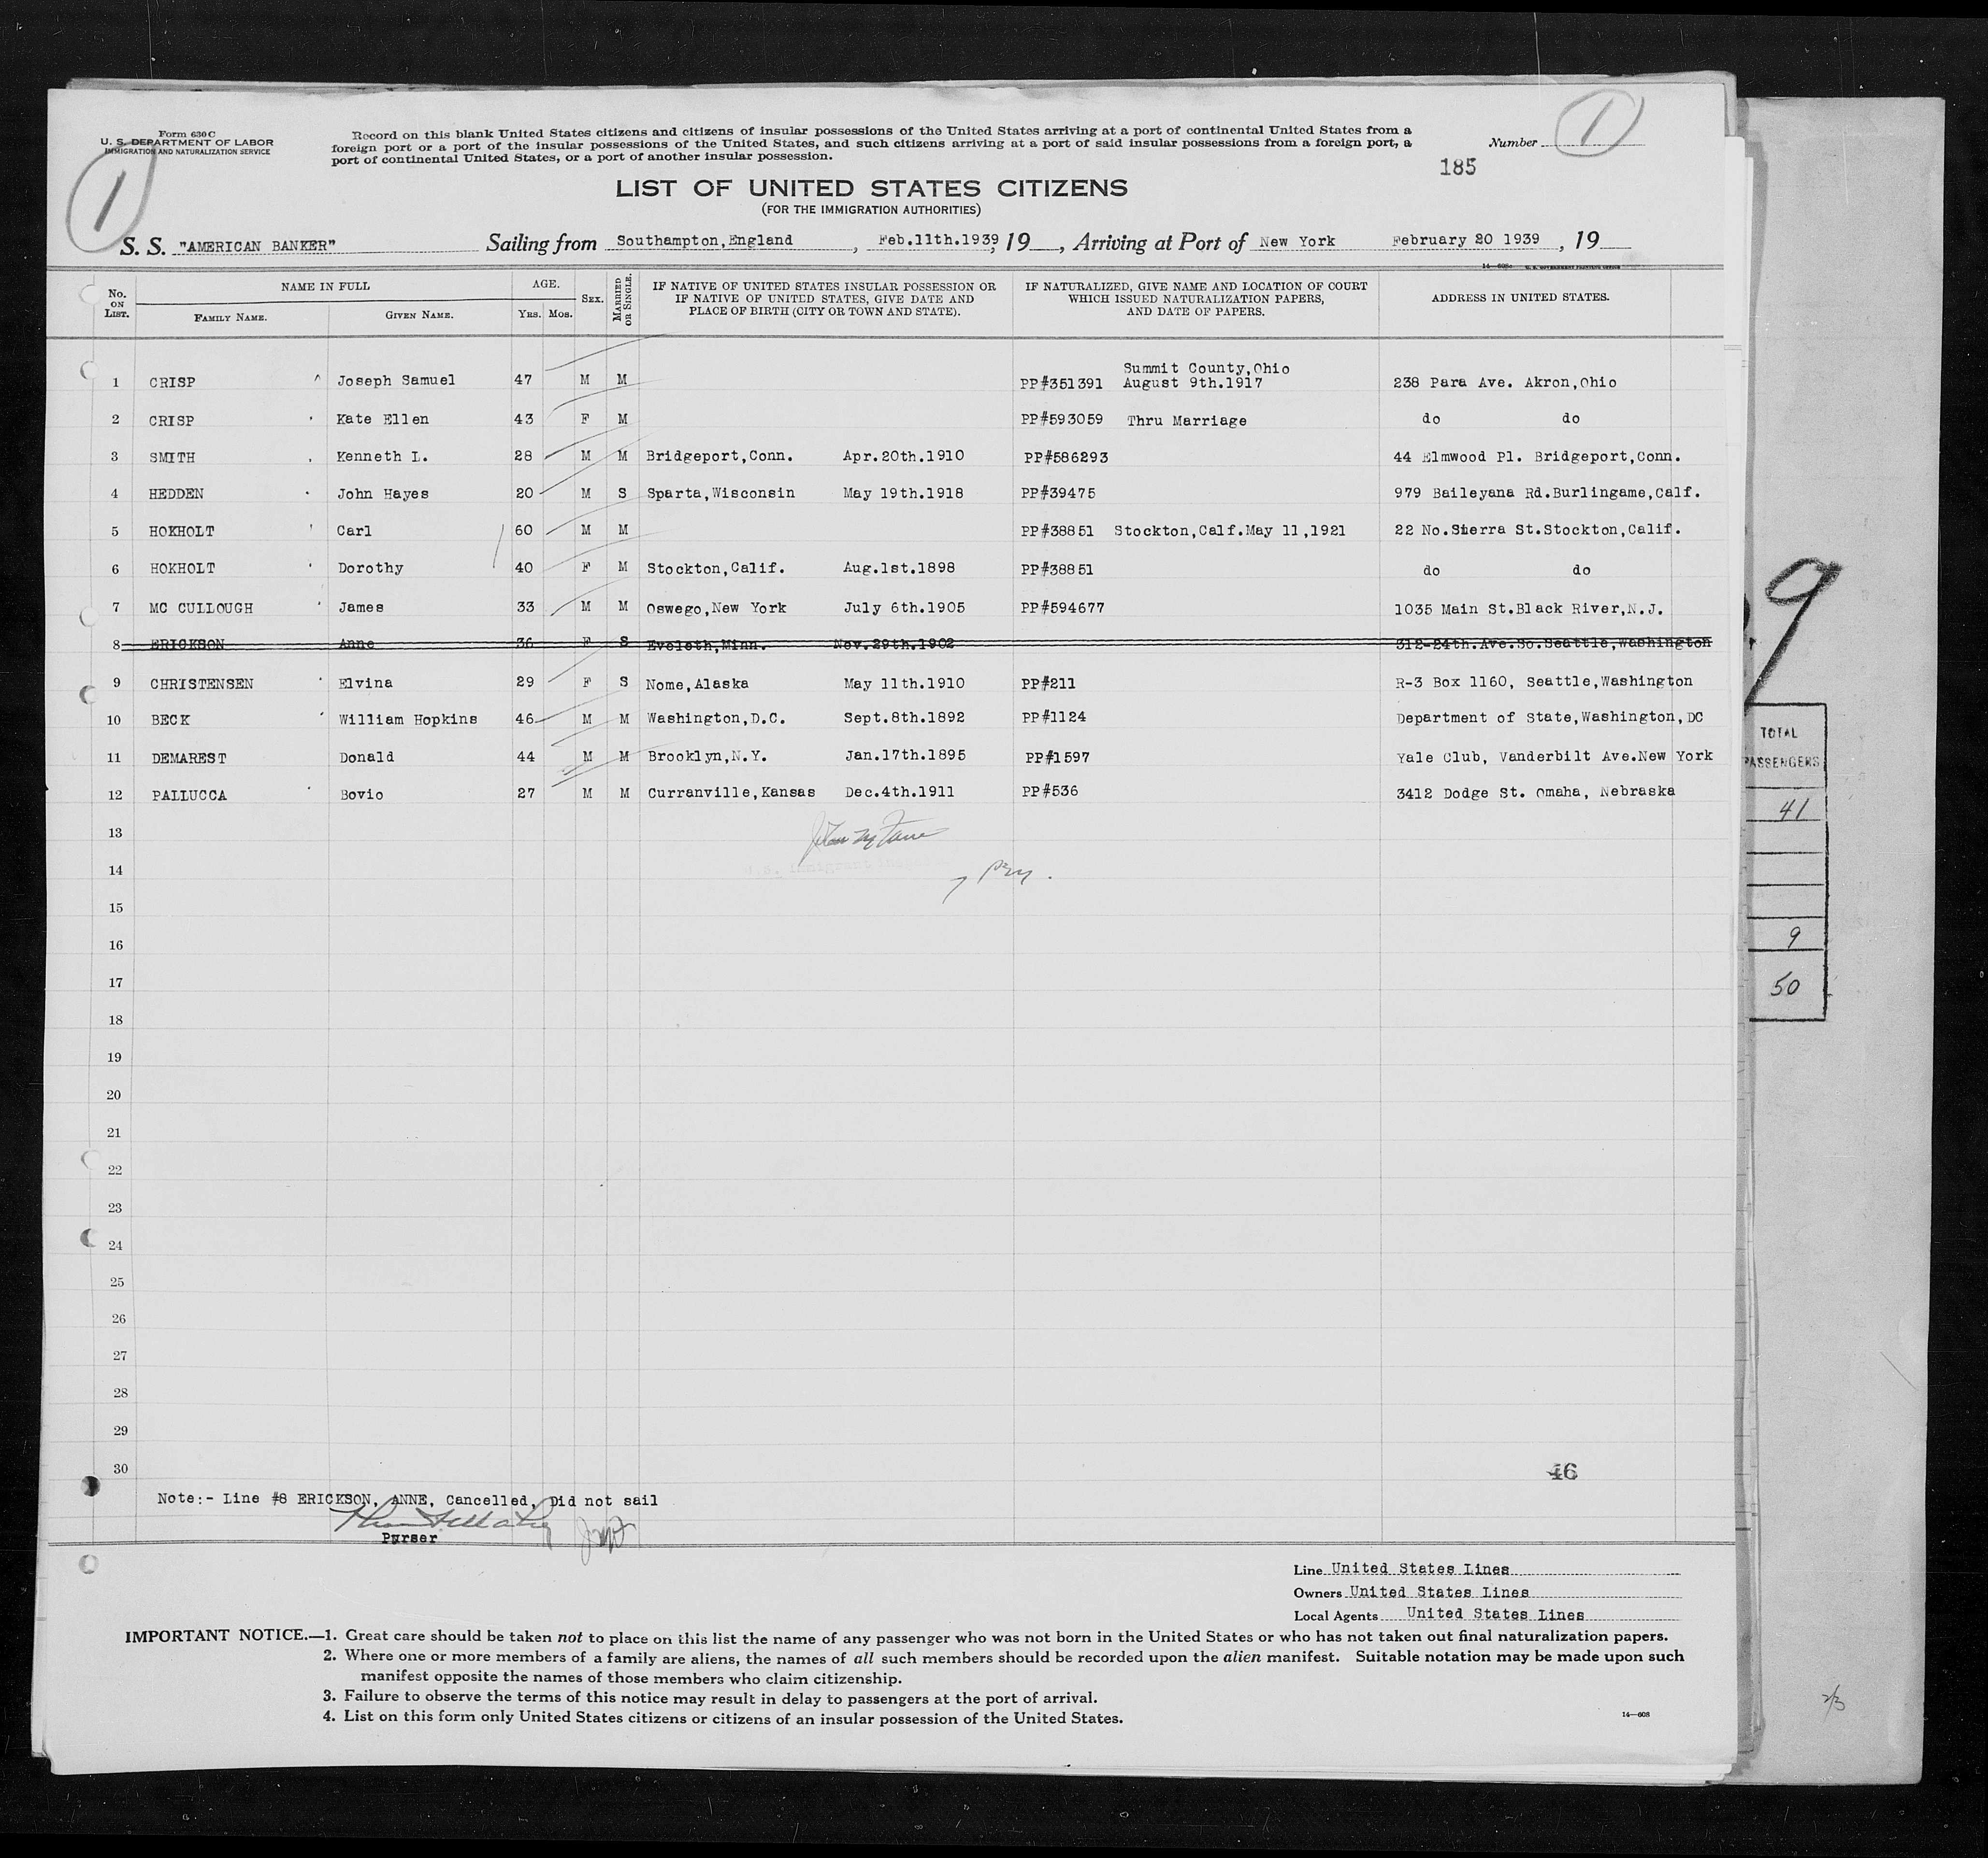 Form 630 C
U. S. DEPARTMENT OF LABOR
IMMIGRATION AND NATURALIZATION SERVICE
Record on this blank United States citizens and citizens of insular possessions of the United States arriving at a port of continental United States from a
foreign port or a port of the insular possessions of the United States, and such citizens arriving at a port of said insular possessions from a foreign port, a
port of continental United States, or a port of another insular possession.
Number 1
1
185
LIST OF UNITED STATES CITIZENS
(FOR THE IMMIGRATION AUTHORITIES)
S. S. "AMERICAN BANKER" Sailing from Southampton,England , Feb.11th.1939, 19 , Arriving at Port of New York February 20 1939 , 19
No. ON LIST. NAME IN FULL FAMILY NAME. GIVEN NAME. AGE. YRS. MOS. SEX. MARRIED OR SINGLE. IF NATIVE OF UNITED STATES INSULAR POSSESSION OR IF NATIVE OF UNITED STATES, GIVE DATE AND PLACE OF BIRTH (CITY OR TOWN AND STATE). IF NATURALIZED, GIVE NAME AND LOCATION OF COURT WHICH ISSUED NATURALIZATION PAPERS, AND DATE OF PAPERS. ADDRESS IN UNITED STATES.
Summit County,Ohio
1 CRISP Joseph Samuel 47 M M PP#351391 August 9th.1917 238 Para Ave. Akron,Ohio
2 CRISP Kate Ellen 43 F M PP#593059 Thru Marriage do do
3 SMITH Kenneth L. 28 M M Bridgeport,Conn. Apr.20th.1910 PP#586293 44 Elmwood Pl. Bridgeport,Conn.
4 HEDDEN John Hayes 20 M S Sparta,Wisconsin May 19th.1918 PP#39475 979 Baileyana Rd.Burlingame,Calf.
5 HOKHOLT Carl 60 M M PP#38851 Stockton,Calf.May 11,1921 22 No.Sierra St.Stockton,Calif.
6 HOKHOLT Dorothy 40 F M Stockton,Calif. Aug.1st.1898 PP#38851 do do
7 MC CULLOUGH James 33 M M Oswego,New York July 6th.1905 PP#594677 1035 Main St.Black River,N.J.
8 ERICKSON Anne 36 F S Eveleth,Minn. Nov.29th.1902 312-24th.Ave.So.Seattle,Washington
9 CHRISTENSEN Elvina 29 F S Nome,Alaska May 11th.1910 PP#211 R-3 Box 1160, Seattle,Washington
10 BECK William Hopkins 46 M M Washington,D.C. Sept.8th.1892 PP#1124 Department of State,Washington,DC
11 DEMAREST Donald 44 M M Brooklyn,N.Y. Jan.17th.1895 PP#1597 Yale Club, Vanderbilt Ave.New York
12 PALLUCCA Bovio 27 M M Curranville,Kansas Dec.4th.1911 PP#536 3412 Dodge St. Omaha, Nebraska
13
14
15
16
17
18
19
20
21
22
23
24
25
26
27
28
29
30
46
Note:- Line #8 ERICKSON, ANNE, Cancelled, Did not sail
Purser
Line United States Lines
Owners United States Lines
Local Agents United States Lines
IMPORTANT NOTICE.—1. Great care should be taken not to place on this list the name of any passenger who was not born in the United States or who has not taken out final naturalization papers.
2. Where one or more members of a family are aliens, the names of all such members should be recorded upon the alien manifest. Suitable notation may be made upon such
manifest opposite the names of those members who claim citizenship.
3. Failure to observe the terms of this notice may result in delay to passengers at the port of arrival.
4. List on this form only United States citizens or citizens of an insular possession of the United States.
14—608
9
TOTAL
PASSENGERS
41
9
50